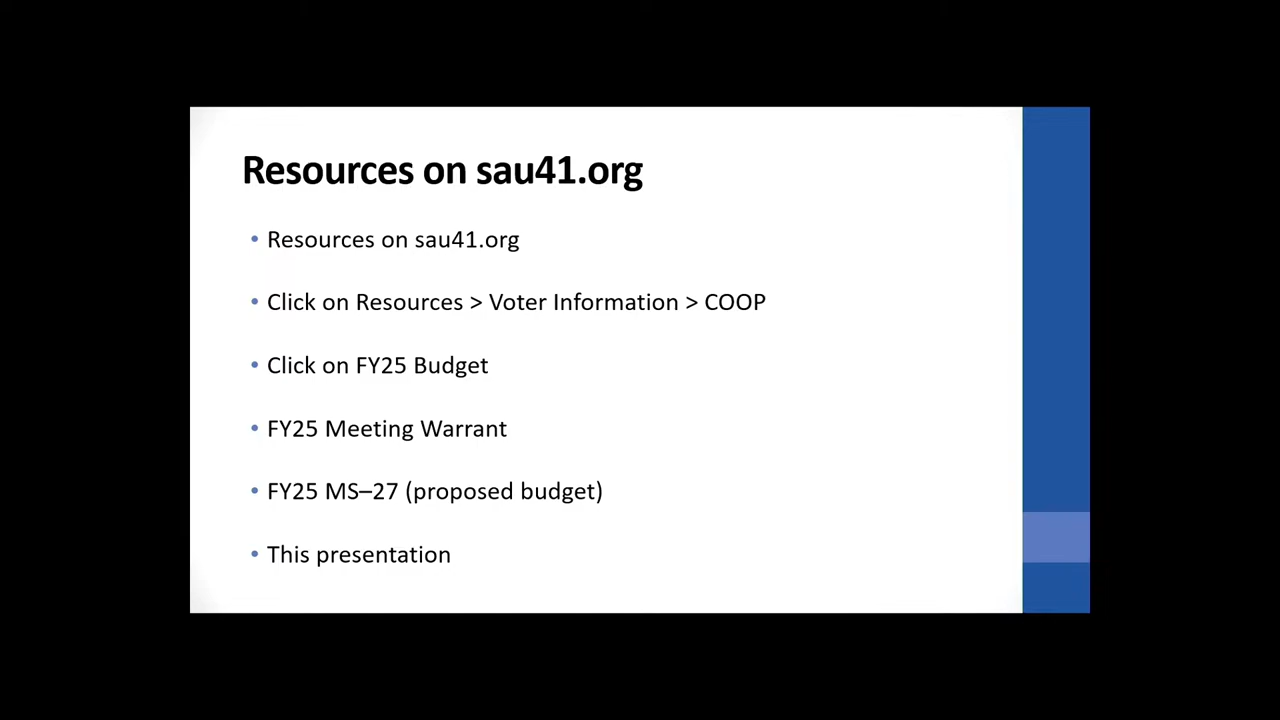 Resources on sau41.org
• Resources on sau41.org
• Click on Resources > Voter Information > COOP
• Click on FY25 Budget
• FY25 Meeting Warrant
• FY25 MS–27 (proposed budget)
• This presentation